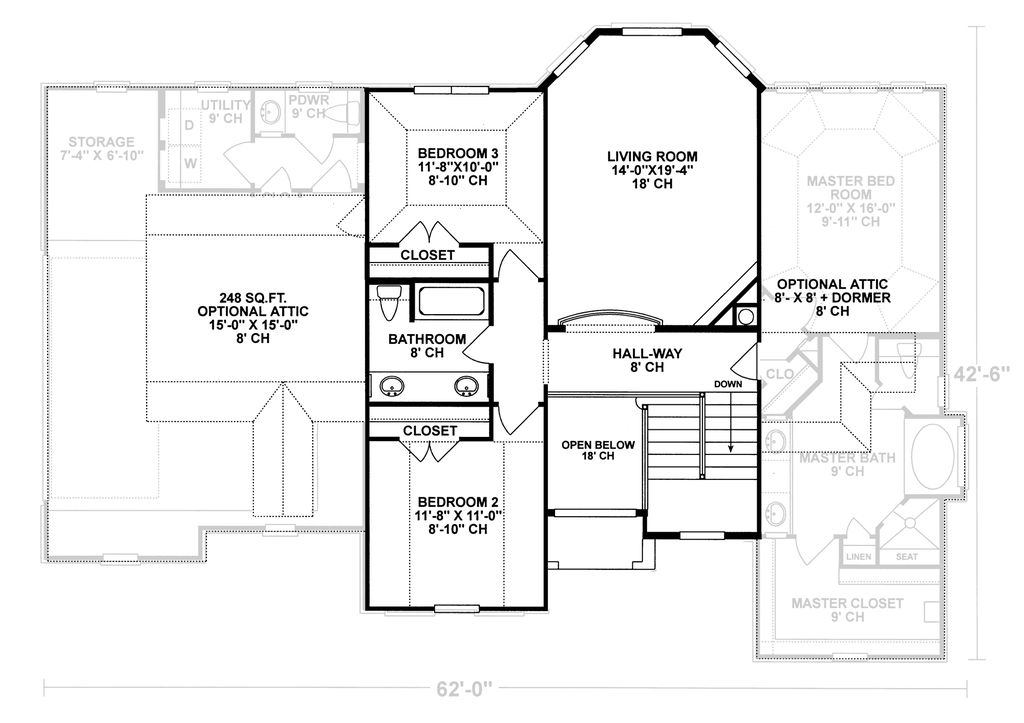 STORAGE
7'-4" X 6'-10"
UTILITY
9' CH
D
W
PDWR
9' CH
BEDROOM 3
11'-8"X10'-0"
8'-10" CH
LIVING ROOM
14'-0"X19'-4"
18' CH
MASTER BED
ROOM
12'-0" X 16'-0"
9'-11" CH
CLOSET
248 SQ.FT.
OPTIONAL ATTIC
15'-0" X 15'-0"
8' CH
OPTIONAL ATTIC
8'- X 8' + DORMER
8' CH
BATHROOM
8' CH
HALL-WAY
8' CH
DOWN
CLO
42'-6"
CLOSET
OPEN BELOW
18' CH
MASTER BATH
9' CH
BEDROOM 2
11'-8" X 11'-0"
8'-10" CH
LINEN
SEAT
MASTER CLOSET
9' CH
62'-0"